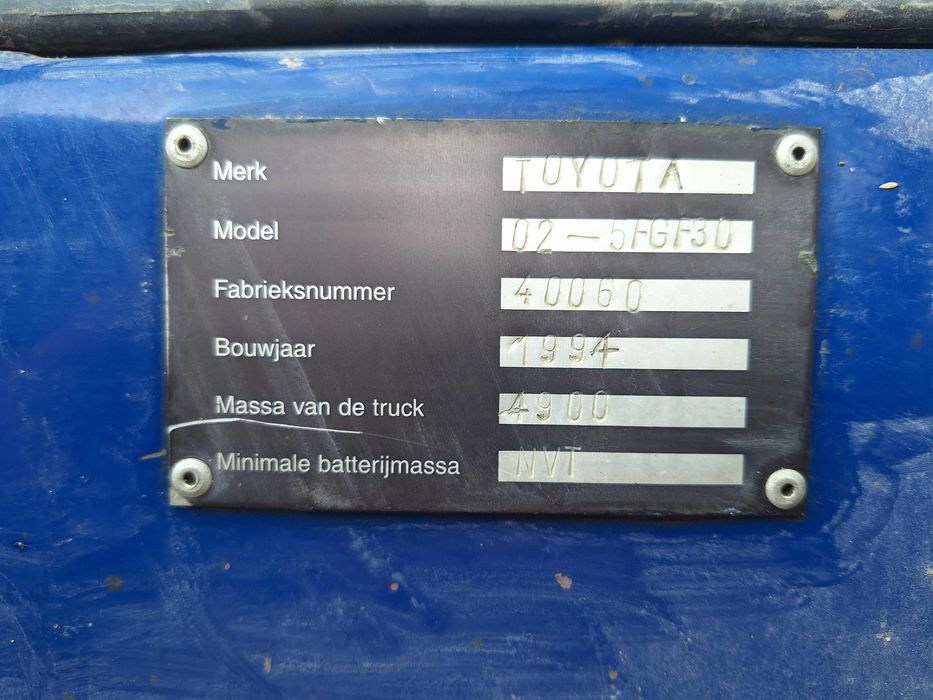 Merk TOYOTA
Model 02-5FGF30
Fabrieksnummer 40060
Bouwjaar 1994
Massa van de truck 4900
Minimale batterijmassa NVT